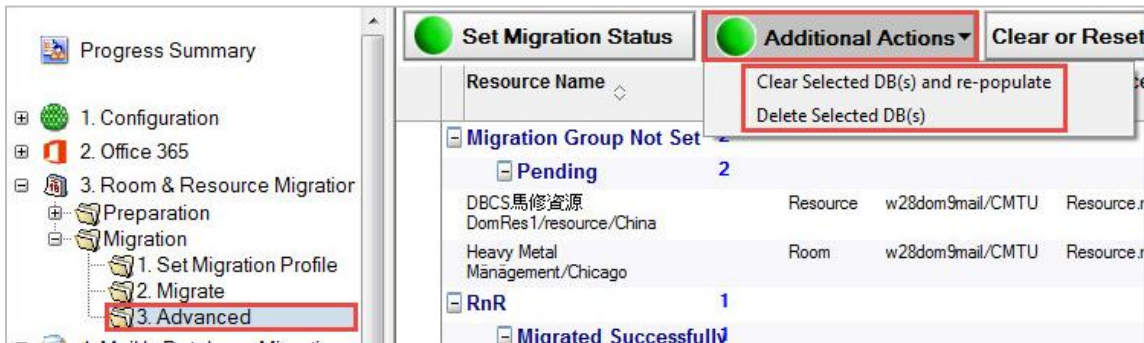 Progress Summary
1. Configuration
2. Office 365
3. Room & Resource Migration
Preparation
Migration
1. Set Migration Profile
2. Migrate
3. Advanced
Set Migration Status
Additional Actions
Clear or Reset
Resource Name
Clear Selected DB(s) and re-populate
Delete Selected DB(s)
Migration Group Not Set
Pending 2
DBCS馬修資源 Resource w28dom9mail/CMTU Resource.
DomRes1/resource/China
Heavy Metal Room w28dom9mail/CMTU Resource.
Mänägement/Chicago
RnR 1
Migrated Successfully 1